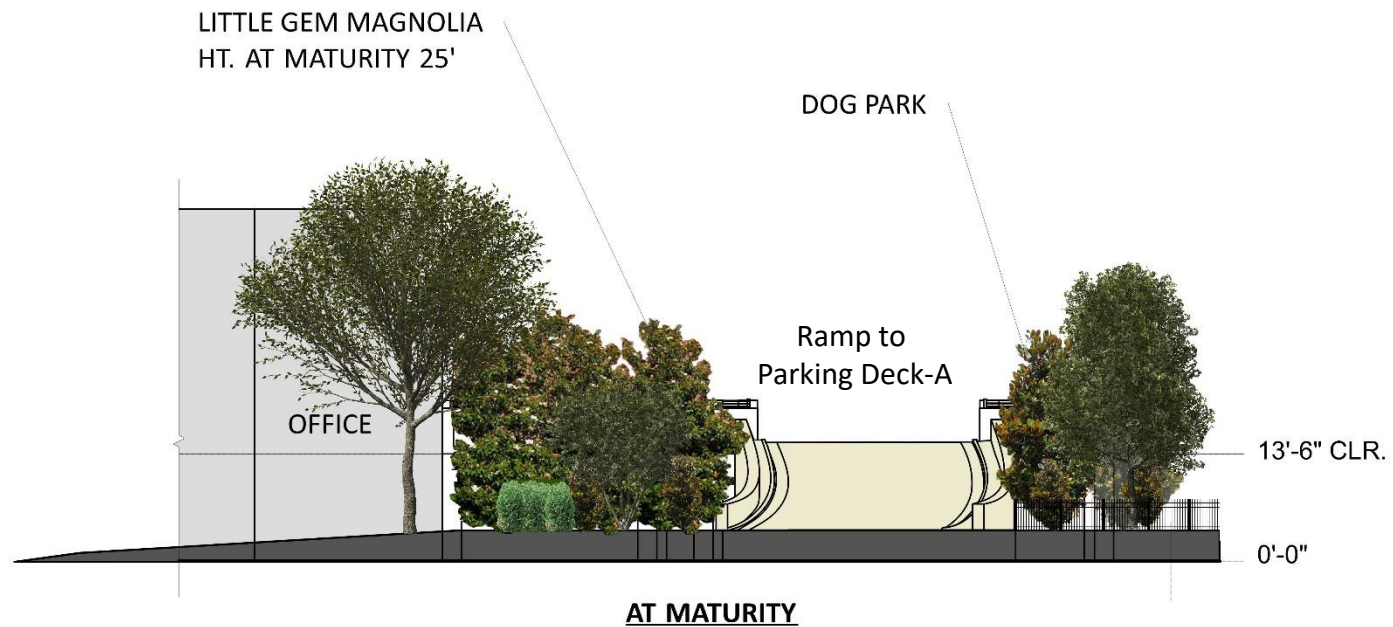 LITTLE GEM MAGNOLIA
HT. AT MATURITY 25'
DOG PARK
Ramp to
Parking Deck-A
OFFICE
13'-6" CLR.
0'-0"
AT MATURITY